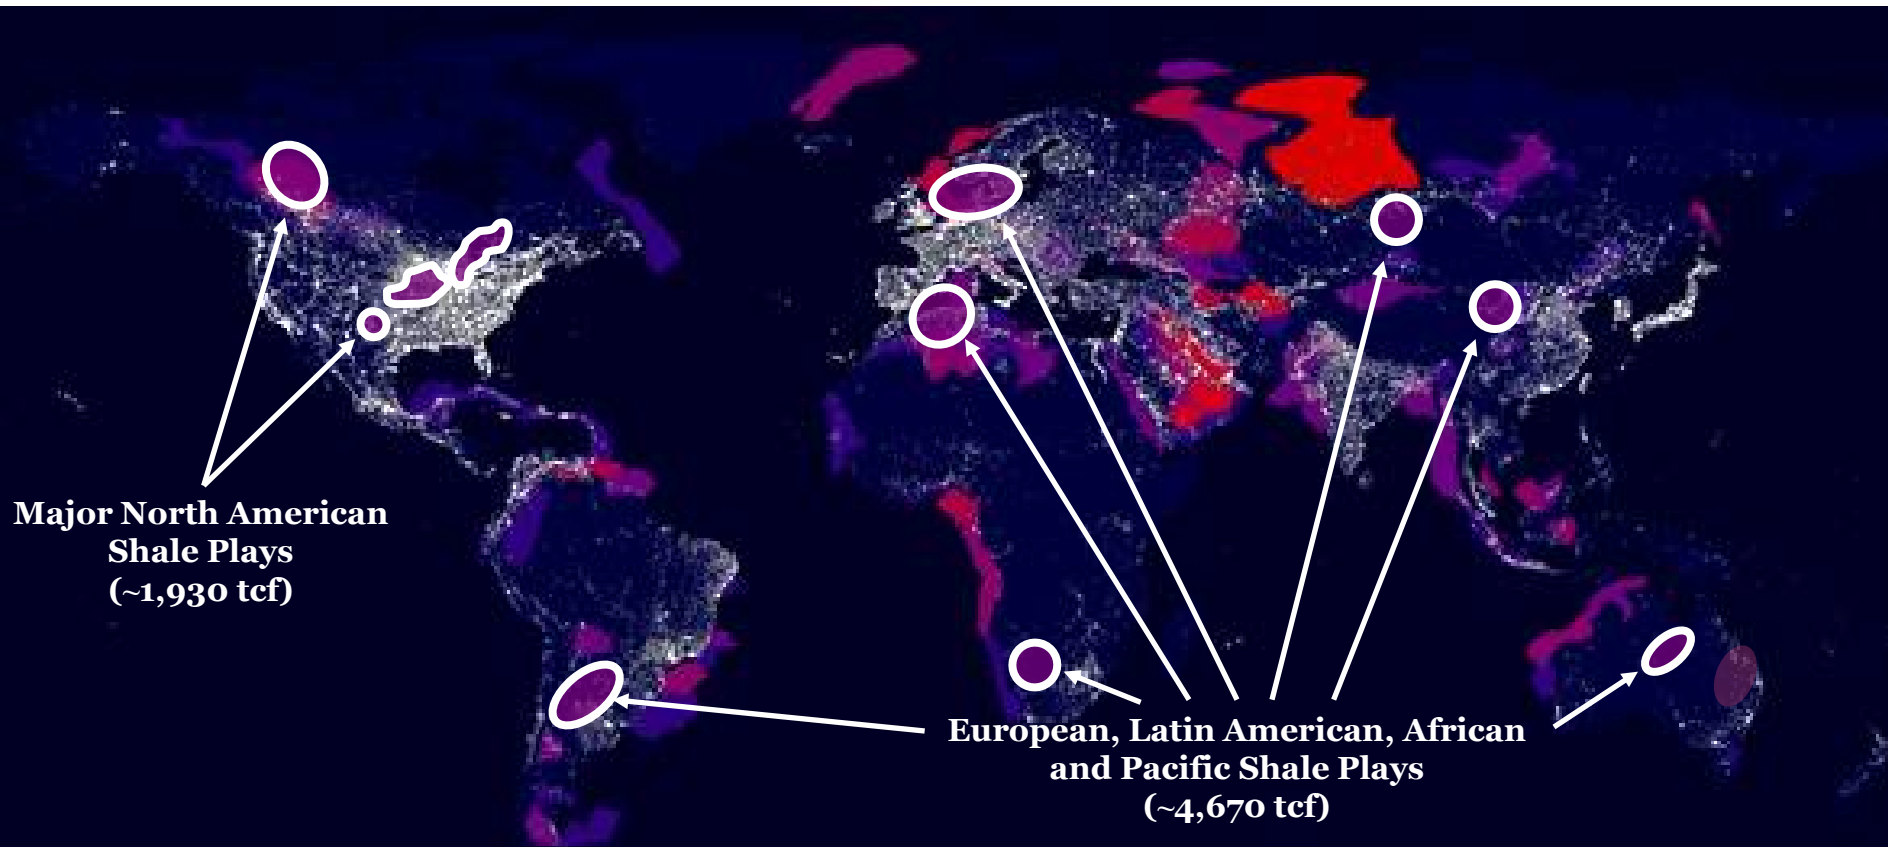 Major North American
Shale Plays
(~1,930 tcf)
European, Latin American, African
and Pacific Shale Plays
(~4,670 tcf)